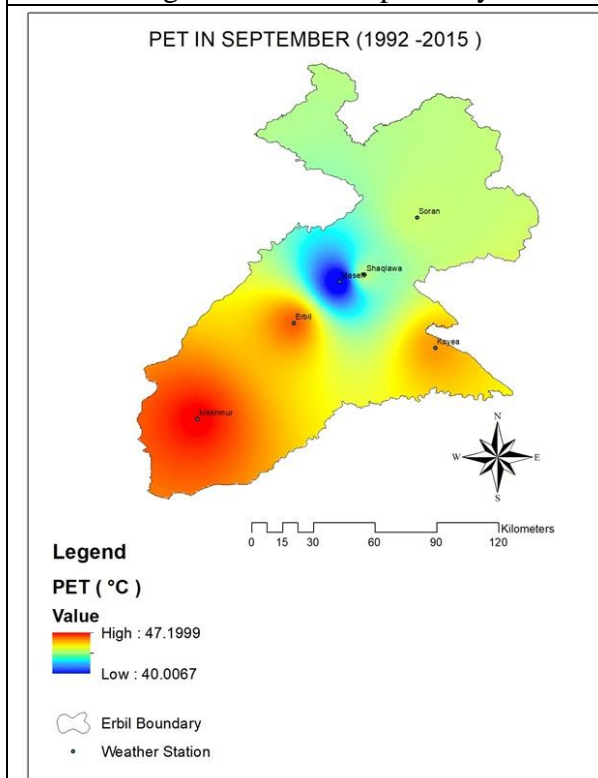 PET IN SEPTEMBER (1992 -2015 )
Soran
Shaqlawa
Erbil
Koyea
Makhmur
N
W E
S
Kilometers
0 15 30 60 90 120
Legend
PET ( °C )
Value
High : 47.1999
Low : 40.0067
Erbil Boundary
Weather Station